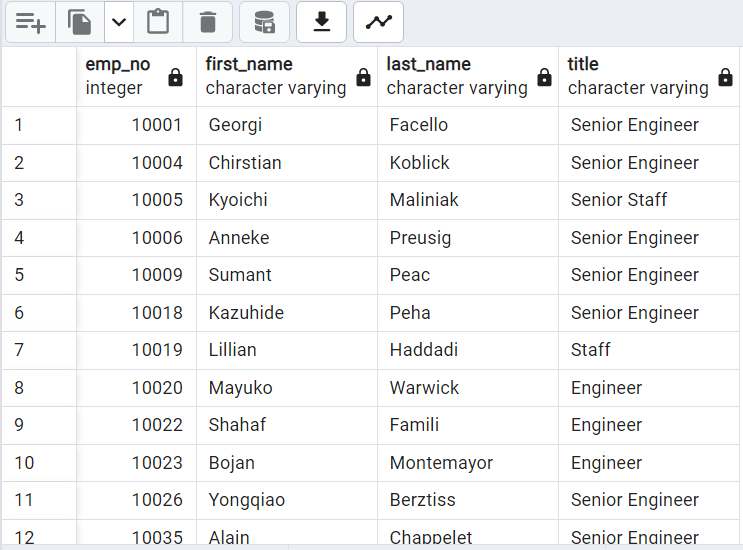 emp_no first_name last_name title
integer character varying character varying character varying
1 10001 Georgi Facello Senior Engineer
2 10004 Chirstian Koblick Senior Engineer
3 10005 Kyoichi Maliniak Senior Staff
4 10006 Anneke Preusig Senior Engineer
5 10009 Sumant Peac Senior Engineer
6 10018 Kazuhide Peha Senior Engineer
7 10019 Lillian Haddadi Staff
8 10020 Mayuko Warwick Engineer
9 10022 Shahaf Famili Engineer
10 10023 Bojan Montemayor Engineer
11 10026 Yongqiao Berztiss Senior Engineer
12 10035 Alain Chappelet Senior Engineer